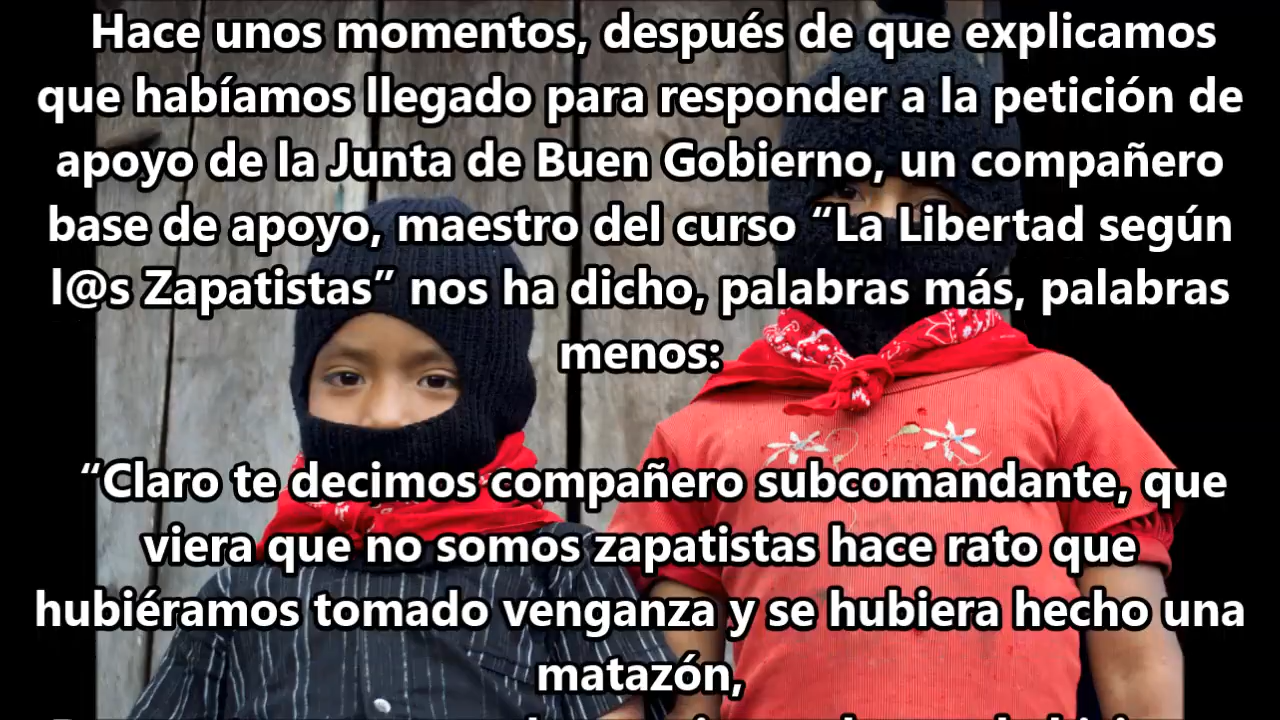 Hace unos momentos, después de que explicamos
que habíamos llegado para responder a la petición de
apoyo de la Junta de Buen Gobierno, un compañero
base de apoyo, maestro del curso “La Libertad según
l@s Zapatistas” nos ha dicho, palabras más, palabras
menos:
“Claro te decimos compañero subcomandante, que
viera que no somos zapatistas hace rato que
hubiéramos tomado venganza y se hubiera hecho una
matazón,